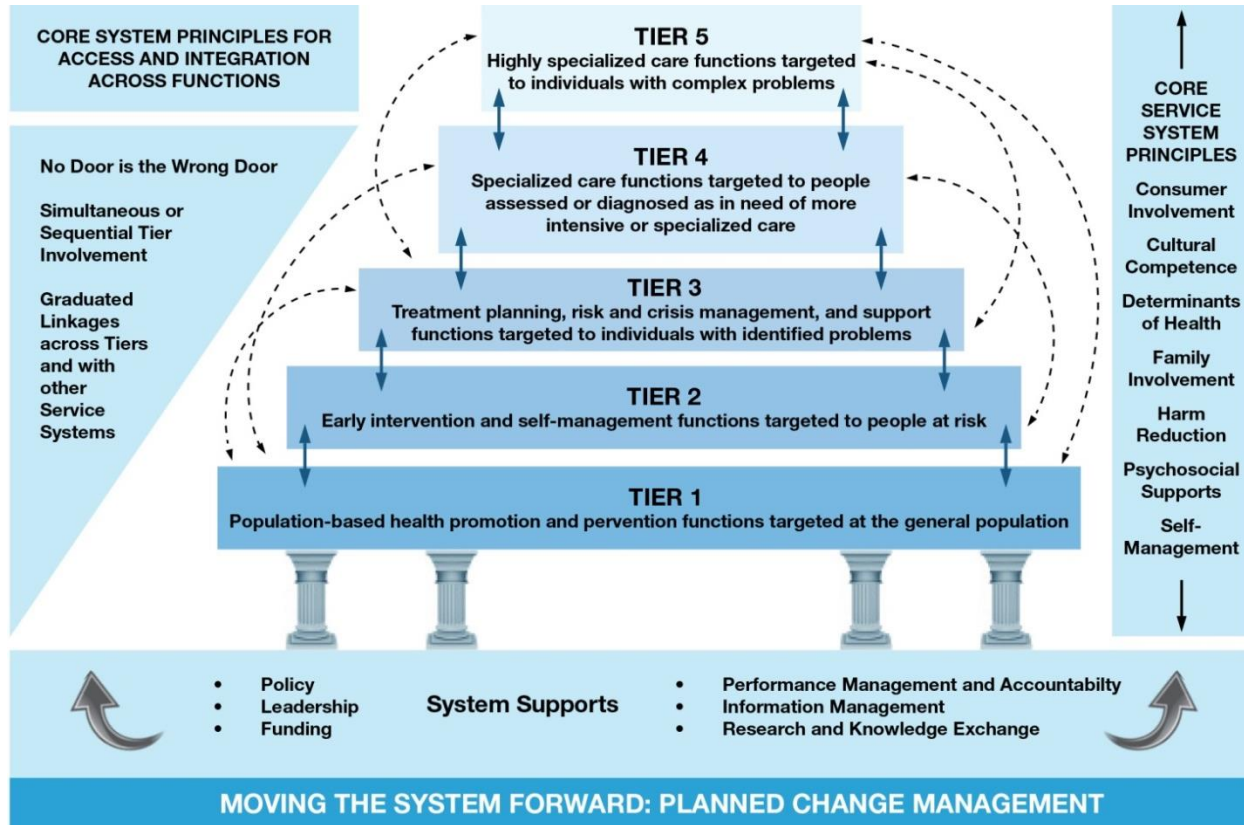 CORE SYSTEM PRINCIPLES FOR
ACCESS AND INTEGRATION
ACROSS FUNCTIONS
No Door is the Wrong Door
Simultaneous or
Sequential Tier
Involvement
Graduated
Linkages
across Tiers
and with
other
Service
Systems
TIER 5
Highly specialized care functions targeted
to individuals with complex problems
TIER 4
Specialized care functions targeted to people
assessed or diagnosed as in need of more
intensive or specialized care
TIER 3
Treatment planning, risk and crisis management, and support
functions targeted to individuals with identified problems
TIER 2
Early intervention and self-management functions targeted to people at risk
TIER 1
Population-based health promotion and pervention functions targeted at the general population
CORE
SERVICE
SYSTEM
PRINCIPLES
Consumer
Involvement
Cultural
Competence
Determinants
of Health
Family
Involvement
Harm
Reduction
Psychosocial
Supports
Self-
Management
• Policy
• Leadership
• Funding
System Supports
• Performance Management and Accountabilty
• Information Management
• Research and Knowledge Exchange
MOVING THE SYSTEM FORWARD: PLANNED CHANGE MANAGEMENT